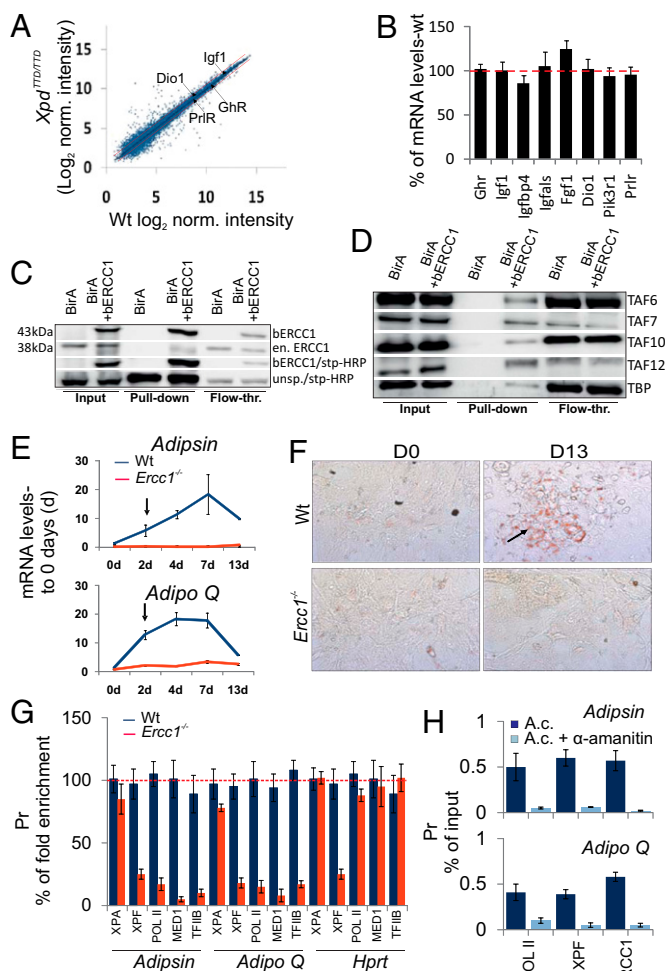 A
Xpd^TTD/TTD
(Log2 norm. intensity)
15
10
5
0
Igf1
Dio1
GhR
PrlR
0 5 10 15
Wt log2 norm. intensity
B
% of mRNA levels-wt
150
100
50
0
Ghr
Igf1
Igfbp4
Igfals
Fgf1
Dio1
Pik3r1
Prlr
C
BirA
BirA +bERCC1
BirA
BirA +bERCC1
BirA
BirA +bERCC1
43kDa
38kDa
bERCC1
en. ERCC1
bERCC1/stp-HRP
unsp./stp-HRP
Input Pull-down Flow-thr.
D
BirA
BirA +bERCC1
BirA
BirA +bERCC1
BirA
BirA +bERCC1
TAF6
TAF7
TAF10
TAF12
TBP
Input Pull-down Flow-thr.
E
Adipsin
Wt
Ercc1-/-
mRNA levels-
to 0 days (d)
30
20
10
0
0d 2d 4d 7d 13d
Adipo Q
30
20
10
0
0d 2d 4d 7d 13d
F
D0 D13
Wt
Ercc1-/-
G
Wt
Ercc1-/-
Pr
% of fold enrichment
150
100
50
0
XPA
XPF
POL II
MED1
TFIIB
XPA
XPF
POL II
MED1
TFIIB
XPA
XPF
POL II
MED1
TFIIB
Adipsin Adipo Q Hprt
H
Adipsin
A.c.
A.c. + α-amanitin
Pr
% of input
1
0.5
0
Adipo Q
1
0.5
0
OL II
XPF